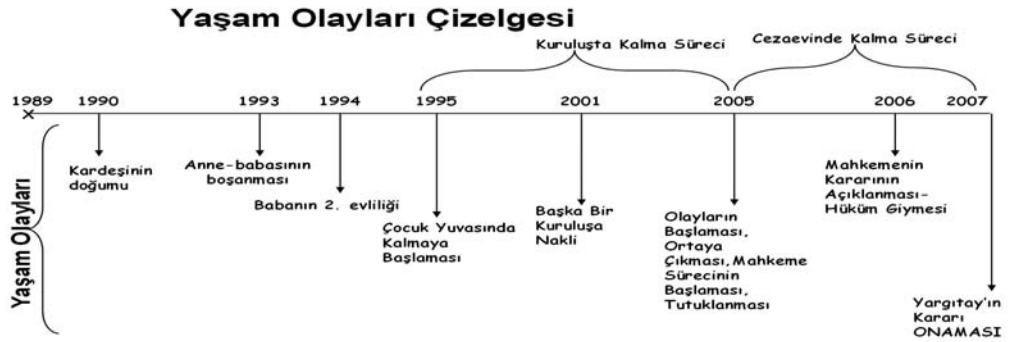 Yaşam Olayları Çizelgesi
Kuruluşta Kalma Süreci
Cezaevinde Kalma Süreci
1989
1990
1993
1994
1995
2001
2005
2006
2007
Yaşam Olayları
Kardeşinin
doğumu
Anne-babasının
boşanması
Babanın 2. evliliği
Çocuk Yuvasında
Kalmaya
Başlaması
Başka Bir
Kuruluşa
Nakli
Olayların
Başlaması,
Ortaya
Çıkması, Mahkeme
Sürecinin
Başlaması,
Tutuklanması
Mahkemenin
Kararının
Açıklanması-
Hüküm Giymesi
Yargıtay'ın
Kararı
ONAMASI